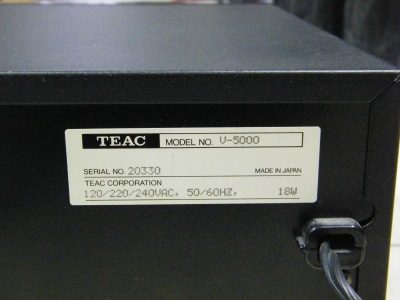 TEAC MODEL NO. V-5000
SERIAL NO. 20330 MADE IN JAPAN
TEAC CORPORATION
120/220/240VAC, 50/60HZ, 18W